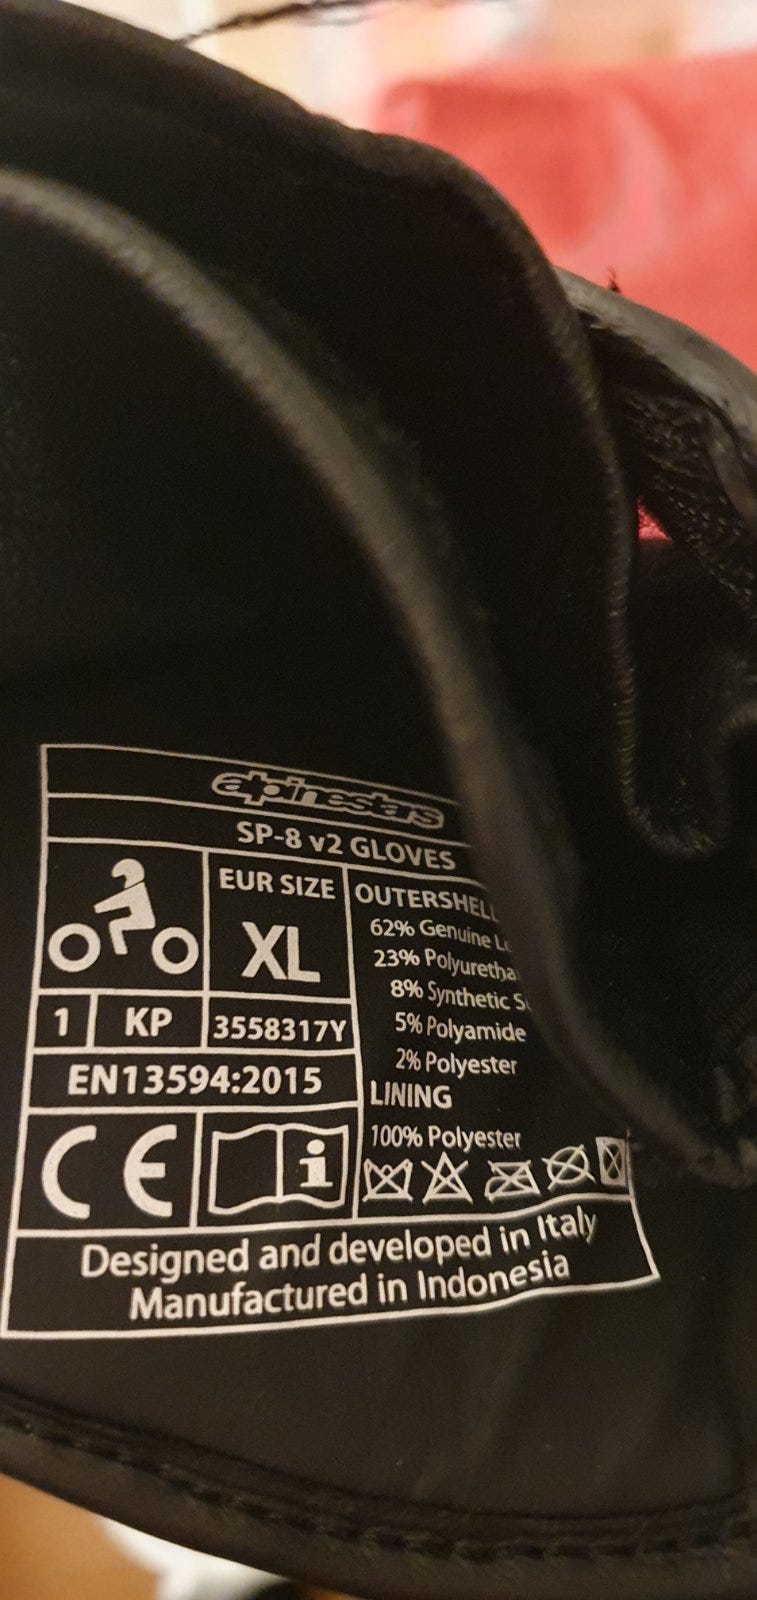 alpinestars
SP-8 v2 GLOVES
EUR SIZE
XL
1 KP 3558317Y
EN13594:2015
CE
OUTERSHELL
62% Genuine
23%
8% Synthetic
5% Polyamide
2% Polyester
LINING
100% Polyester
i
Designed and developed in Italy
Manufactured in Indonesia